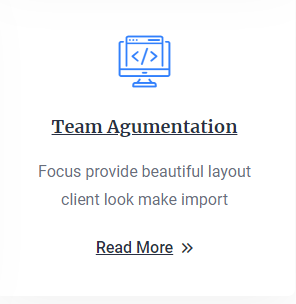 </>
Team Agumentation
Focus provide beautiful layout
client look make import
Read More »